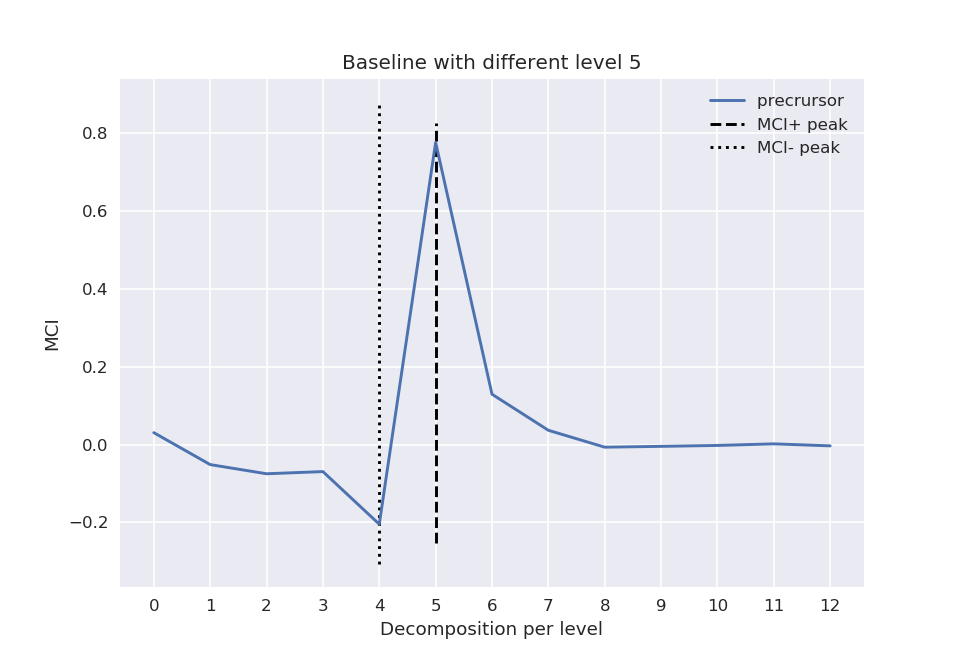 Baseline with different level 5
precrursor
MCI+ peak
MCI- peak
0.8
0.6
0.4
0.2
0.0
−0.2
MCI
0 1 2 3 4 5 6 7 8 9 10 11 12
Decomposition per level